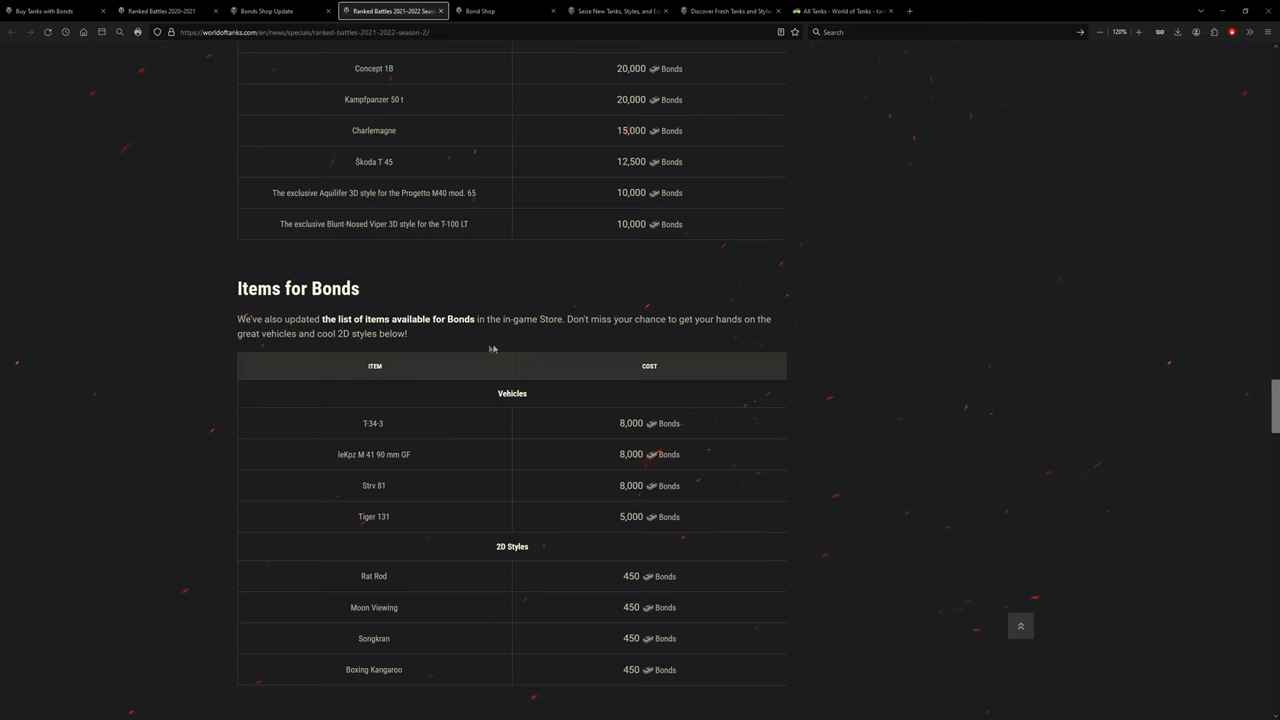 Buy Tanks with Bonds
Ranked Battles 2020–2021
Bonds Shop Update
Ranked Battles 2021–2022 Seas
Bond Shop
Seize New Tanks, Styles, and E
Discover Fresh Tanks and Style
All Tanks - World of Tanks - tan
https://worldoftanks.com/en/news/specials/ranked-battles-2021-2022-season-2/
Search
120%
Concept 1B 20,000 Bonds
Kampfpanzer 50 t 20,000 Bonds
Charlemagne 15,000 Bonds
Škoda T 45 12,500 Bonds
The exclusive Aquilifer 3D style for the Progetto M40 mod. 65 10,000 Bonds
The exclusive Blunt-Nosed Viper 3D style for the T-100 LT 10,000 Bonds
Items for Bonds
We've also updated the list of items available for Bonds in the in-game Store. Don't miss your chance to get your hands on the
great vehicles and cool 2D styles below!
ITEM COST
Vehicles
T-34-3 8,000 Bonds
leKpz M 41 90 mm GF 8,000 Bonds
Strv 81 8,000 Bonds
Tiger 131 5,000 Bonds
2D Styles
Rat Rod 450 Bonds
Moon Viewing 450 Bonds
Songkran 450 Bonds
Boxing Kangaroo 450 Bonds